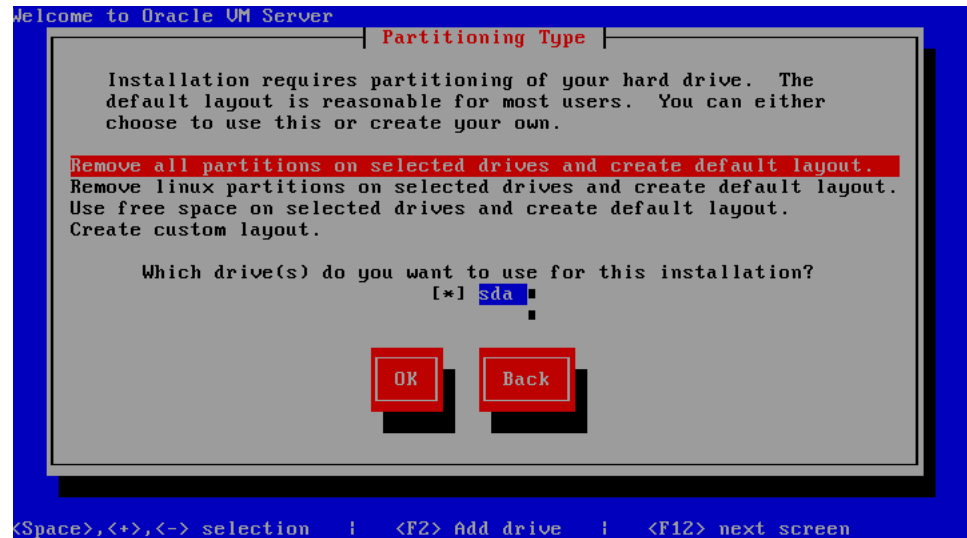 Welcome to Oracle VM Server
Partitioning Type
Installation requires partitioning of your hard drive.  The
default layout is reasonable for most users.  You can either
choose to use this or create your own.
Remove all partitions on selected drives and create default layout.
Remove linux partitions on selected drives and create default layout.
Use free space on selected drives and create default layout.
Create custom layout.
Which drive(s) do you want to use for this installation?
[*] sda
OK Back
<Space>,<+>,<-> selection | <F2> Add drive | <F12> next screen